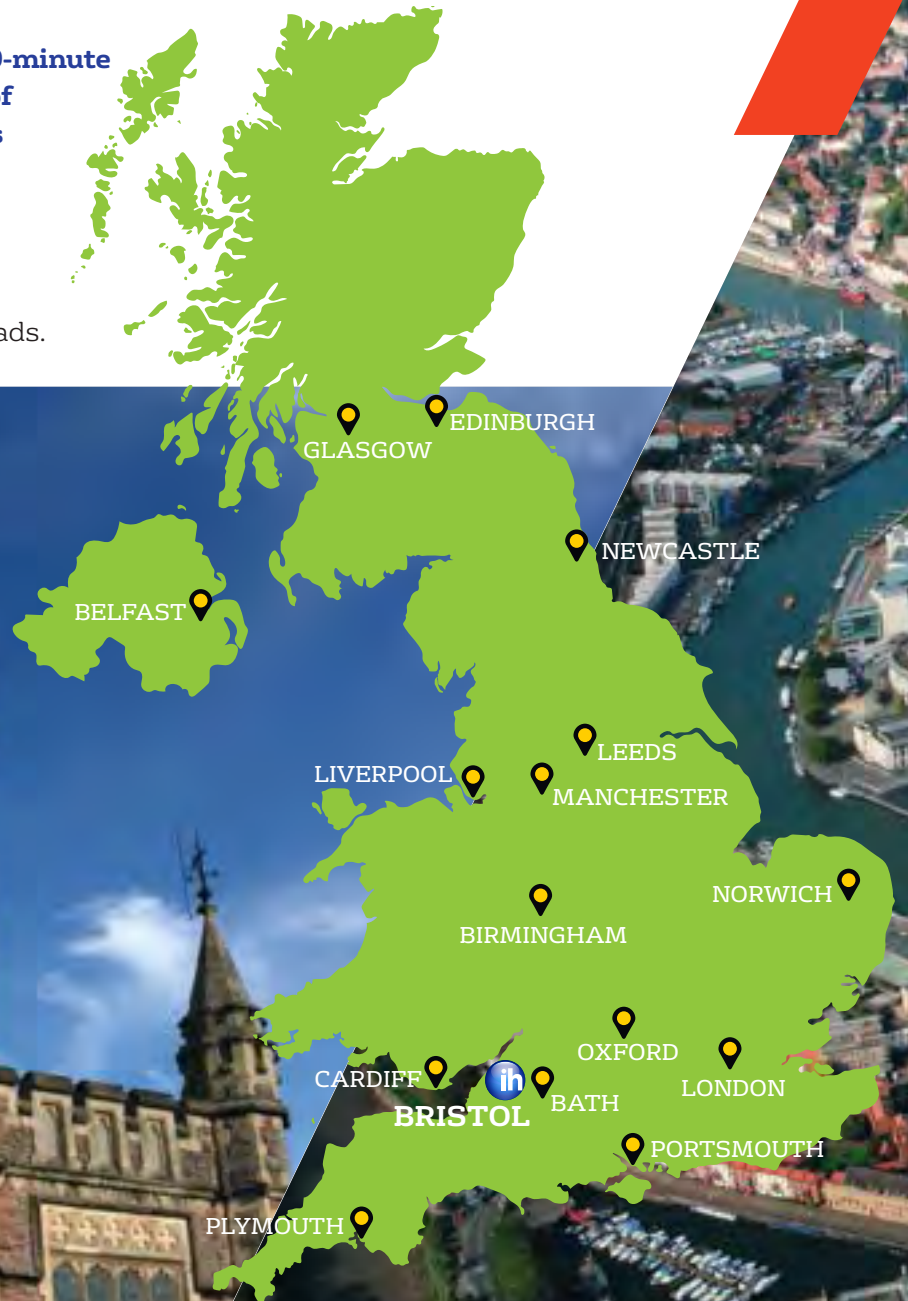 -minute
f
s
ads.
EDINBURGH
GLASGOW
NEWCASTLE
BELFAST
LEEDS
LIVERPOOL
MANCHESTER
NORWICH
BIRMINGHAM
OXFORD
CARDIFF
ih
LONDON
BATH
BRISTOL
PORTSMOUTH
PLYMOUTH